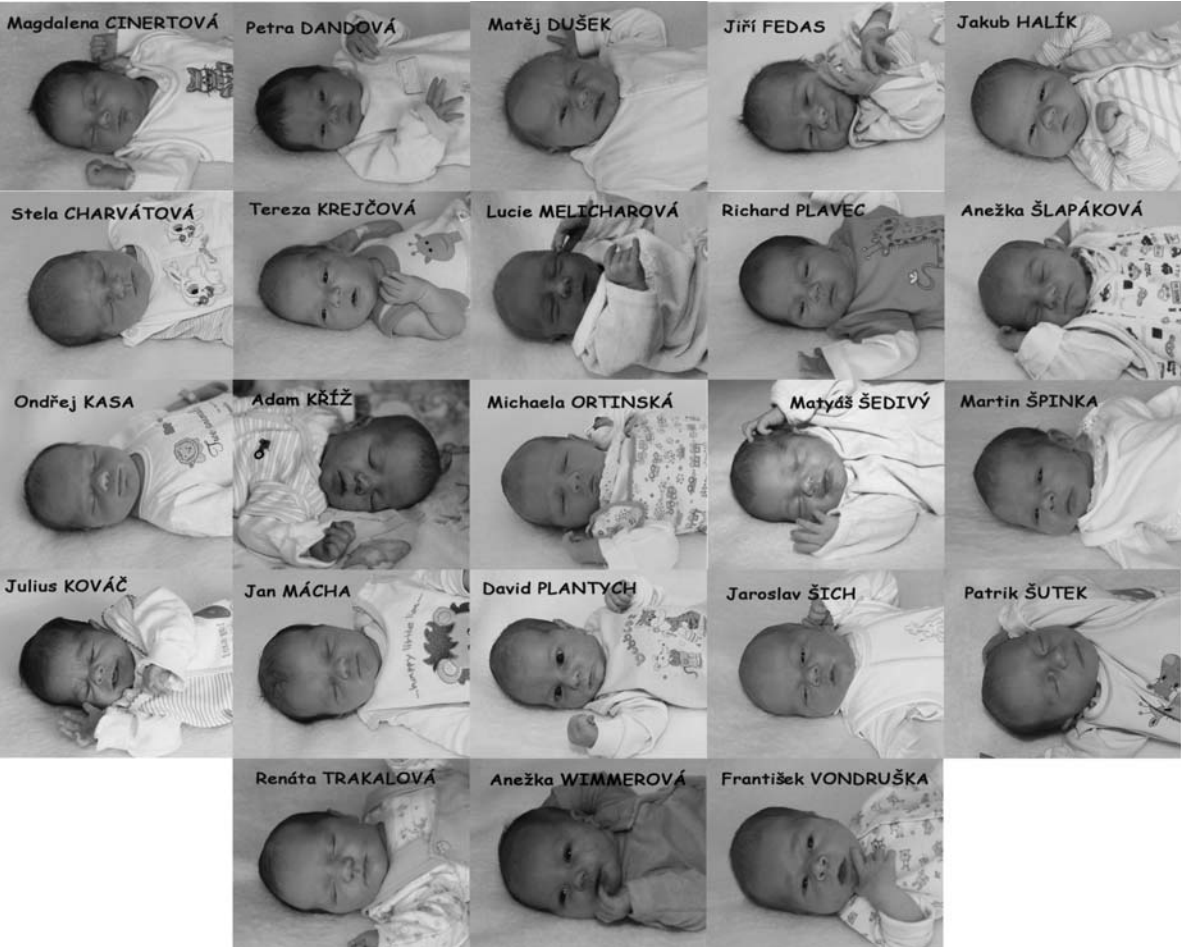 Magdalena CINERTOVÁ
Petra DANDOVÁ
Matěj DUŠEK
Jiří FEDAS
Jakub HALÍK
Stela CHARVÁTOVÁ
Tereza KREJČOVÁ
Lucie MELICHAROVÁ
Richard PLAVEC
Anežka ŠLAPÁKOVÁ
Ondřej KASA
Adam KŘÍŽ
Michaela ORTINSKÁ
Matyáš ŠEDIVÝ
Martin ŠPINKA
Julius KOVÁČ
Jan MÁCHA
David PLANTYCH
Jaroslav ŠICH
Patrik ŠUTEK
...happy little
Renáta TRAKALOVÁ
Anežka WIMMEROVÁ
František VONDRUŠKA